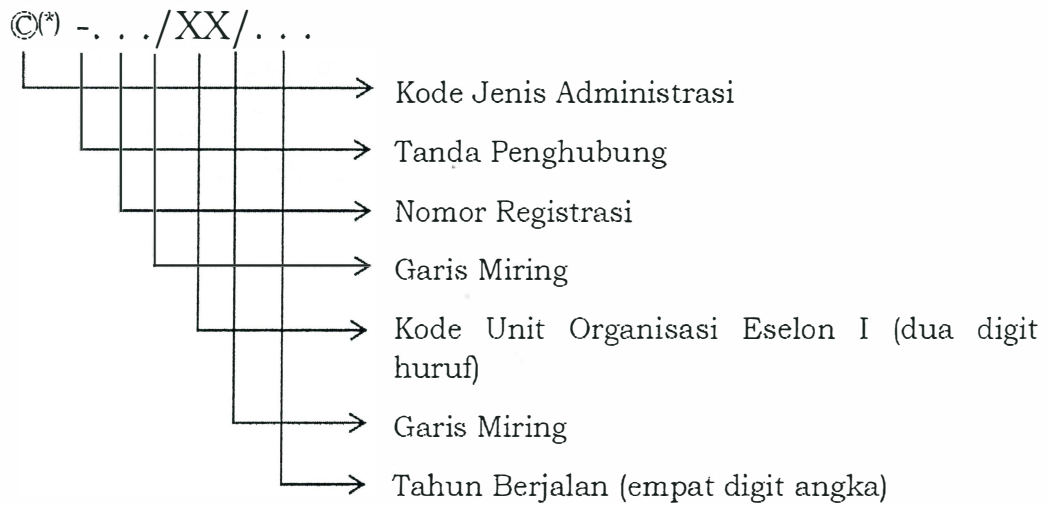 ©(*) -. . ./XX/. . .
Kode Jenis Administrasi
Tanda Penghubung
Nomor Registrasi
Garis Miring
Kode Unit Organisasi Eselon I (dua digit
huruf)
Garis Miring
Tahun Berjalan (empat digit angka)